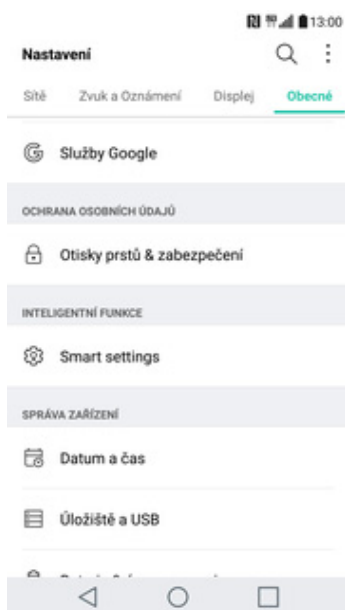 13:00
Nastavení
Sítě Zvuk a Oznámení Displej Obecné
Služby Google
OCHRANA OSOBNÍCH ÚDAJŮ
Otisky prstů & zabezpečení
INTELIGENTNÍ FUNKCE
Smart settings
SPRÁVA ZAŘÍZENÍ
Datum a čas
Úložiště a USB